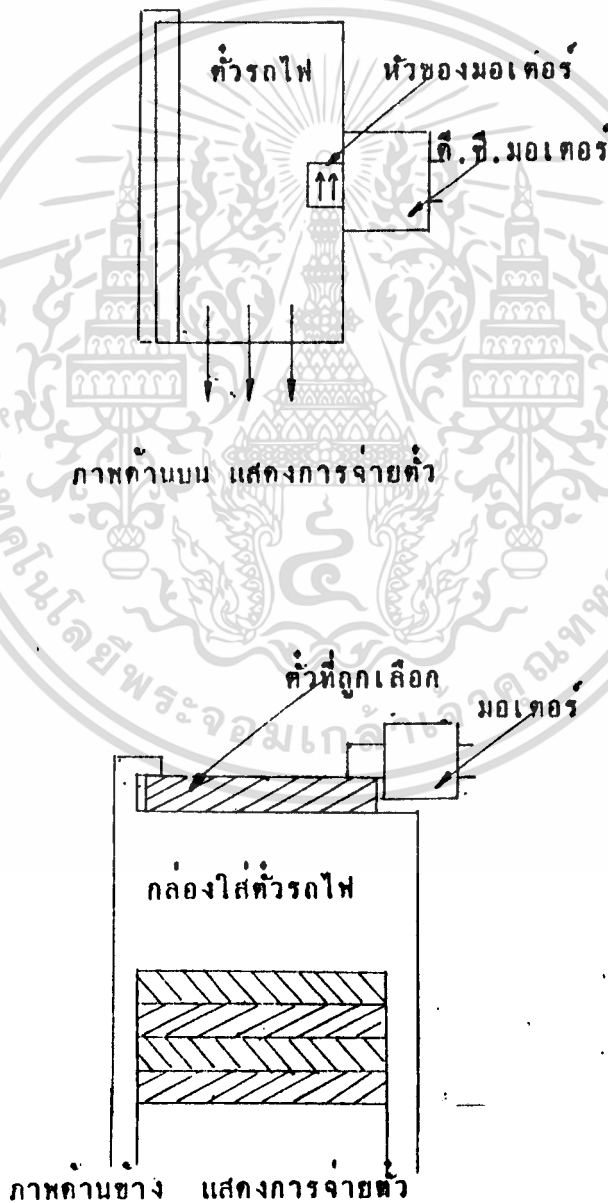 ตั๋วรถไฟ
หัวของมอเตอร์
ดี.ซี.มอเตอร์
ภาพด้านบน แสดงการจ่ายตั๋ว
ตั๋วที่ถูกเลือก
มอเตอร์
กล่องใส่ตั๋วรถไฟ
ภาพด้านข้าง แสดงการจ่ายตั๋ว